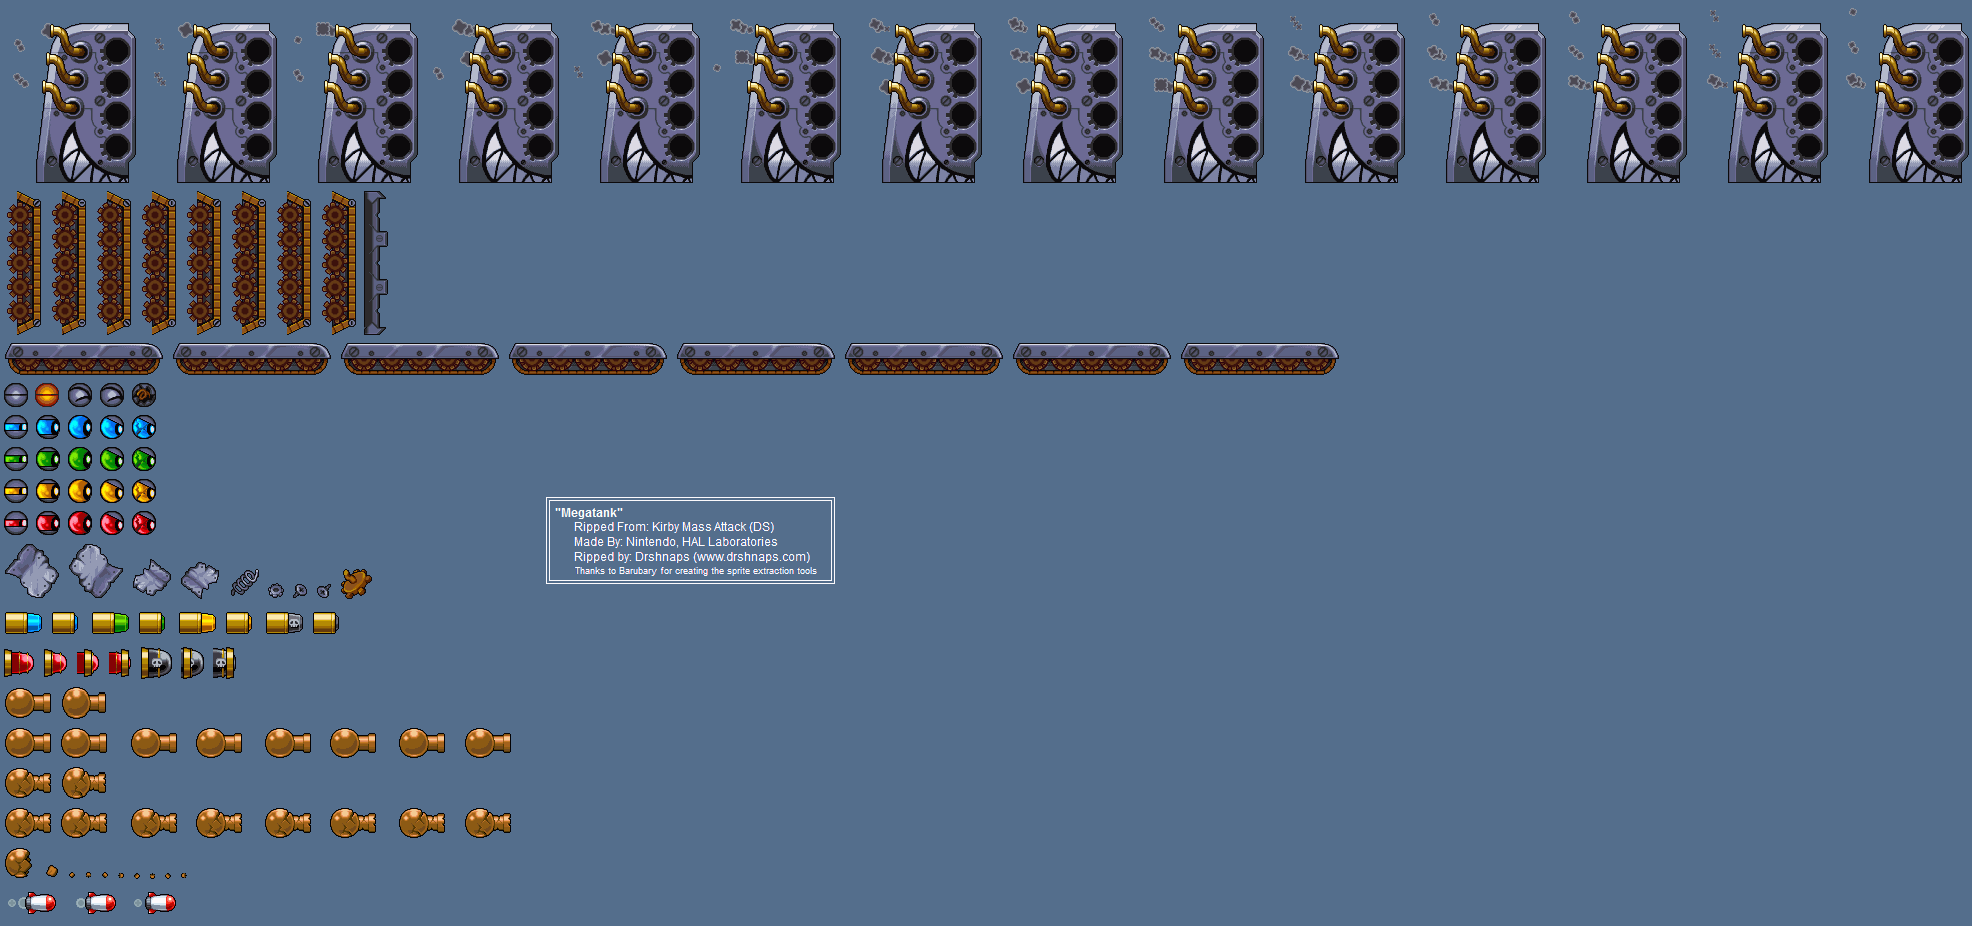 "Megatank"
Ripped From: Kirby Mass Attack (DS)
Made By: Nintendo, HAL Laboratories
Ripped by: Drshnaps (www.drshnaps.com)
Thanks to Barubary for creating the sprite extraction tools